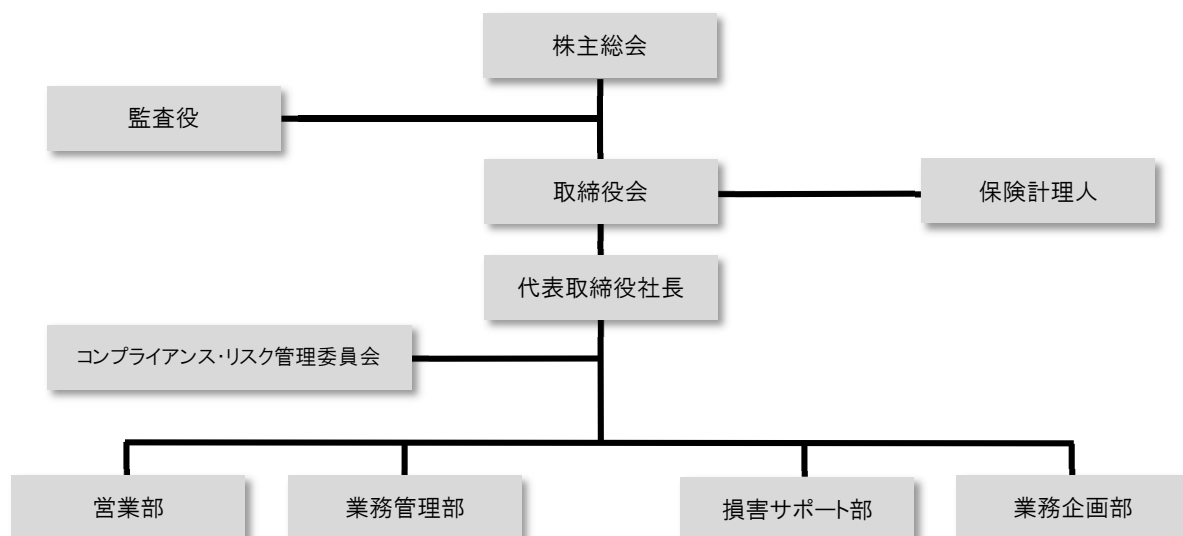 株主総会
監査役
取締役会
保険計理人
代表取締役社長
コンプライアンス・リスク管理委員会
営業部
業務管理部
損害サポート部
業務企画部